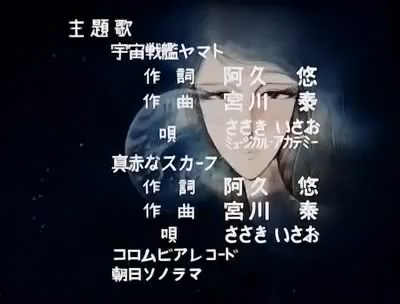 主題歌
宇宙戦艦ヤマト
作詞 阿久 悠
作曲 宮川 泰
唄 ささき いさお
ミュージカル・アカデミー
真赤なスカーフ
作詞 阿久 悠
作曲 宮川 泰
唄 ささき いさお
コロムビアレコード
朝日ソノラマ